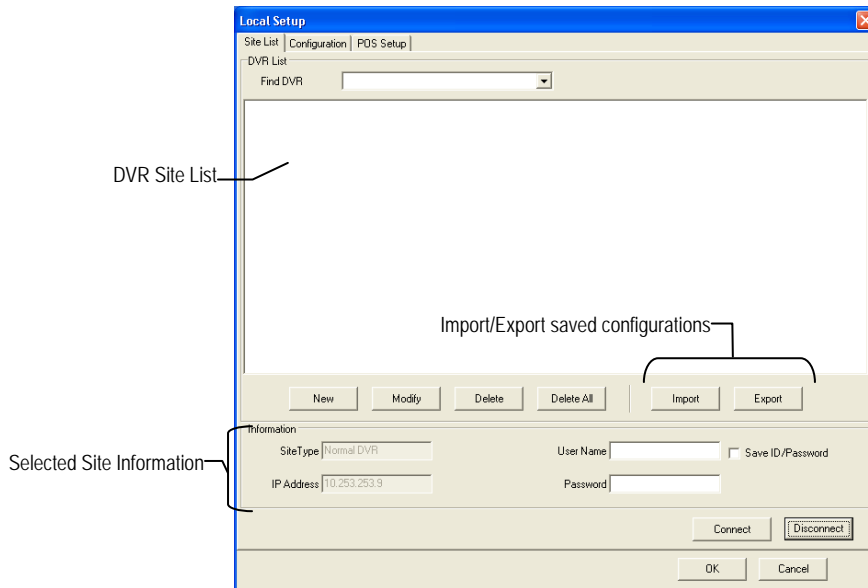 Local Setup
Site List Configuration POS Setup
DVR List
Find DVR
DVR Site List
Import/Export saved configurations
New Modify Delete Delete All Import Export
Information
SiteType Normal DVR User Name Save ID/Password
Selected Site Information
IP Address 10.253.253.9 Password
Connect Disconnect
OK Cancel